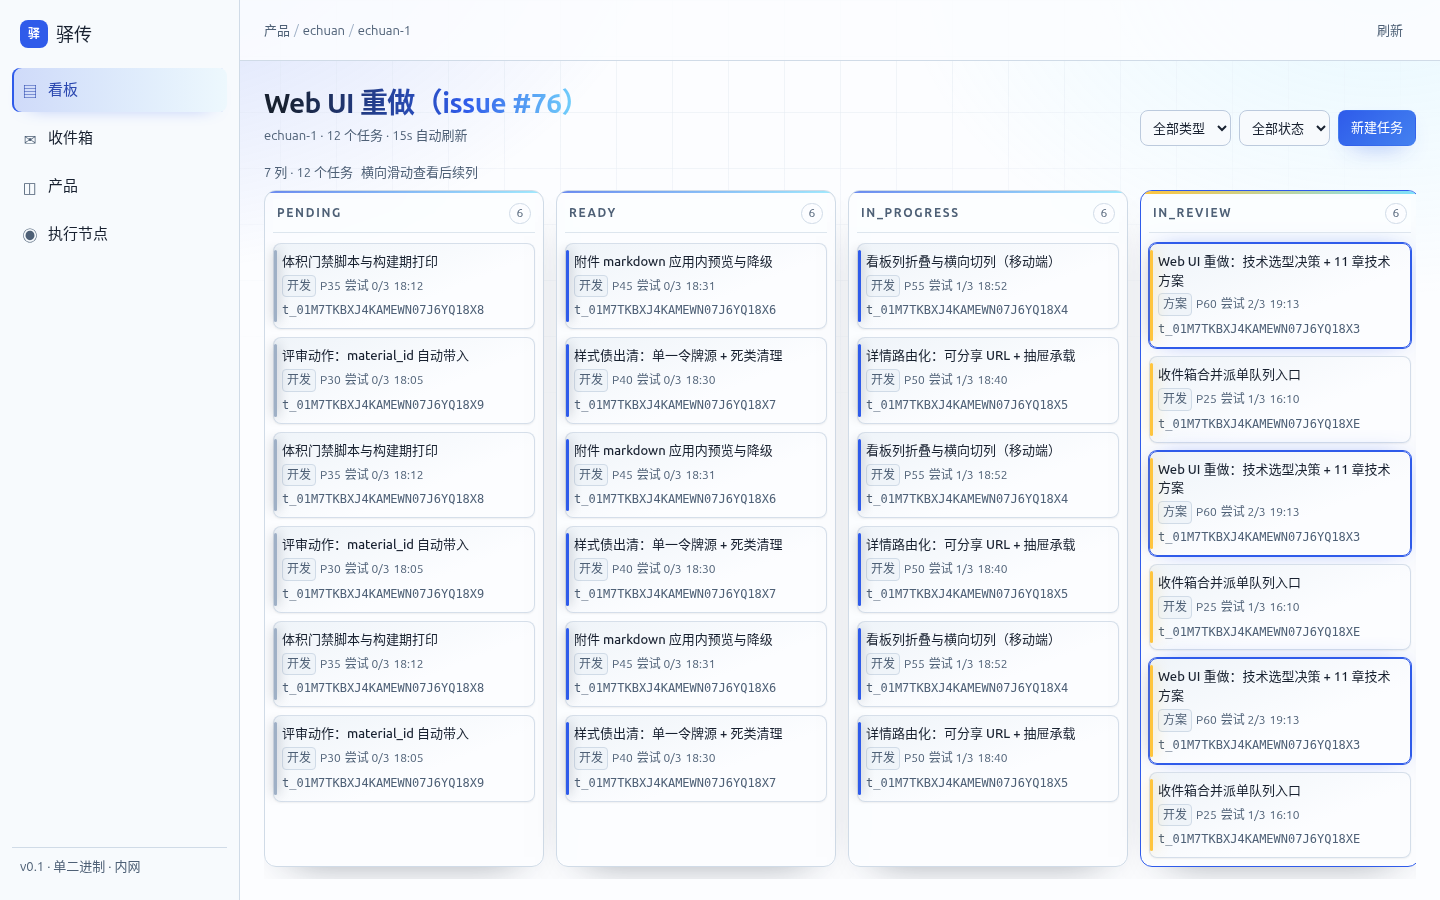 驿 驿传
看板
收件箱
产品
执行节点
v0.1 · 单二进制 · 内网
产品 / echuan / echuan-1
刷新
Web UI 重做（issue #76）
echuan-1 · 12 个任务 · 15s 自动刷新
全部类型
全部状态
新建任务
7 列 · 12 个任务 横向滑动查看后续列
PENDING 6
体积门禁脚本与构建期打印
开发 P35 尝试 0/3 18:12
t_01M7TKBXJ4KAMEWN07J6YQ18X8
评审动作：material_id 自动带入
开发 P30 尝试 0/3 18:05
t_01M7TKBXJ4KAMEWN07J6YQ18X9
体积门禁脚本与构建期打印
开发 P35 尝试 0/3 18:12
t_01M7TKBXJ4KAMEWN07J6YQ18X8
评审动作：material_id 自动带入
开发 P30 尝试 0/3 18:05
t_01M7TKBXJ4KAMEWN07J6YQ18X9
体积门禁脚本与构建期打印
开发 P35 尝试 0/3 18:12
t_01M7TKBXJ4KAMEWN07J6YQ18X8
评审动作：material_id 自动带入
开发 P30 尝试 0/3 18:05
t_01M7TKBXJ4KAMEWN07J6YQ18X9
READY 6
附件 markdown 应用内预览与降级
开发 P45 尝试 0/3 18:31
t_01M7TKBXJ4KAMEWN07J6YQ18X6
样式债出清：单一令牌源 + 死类清理
开发 P40 尝试 0/3 18:30
t_01M7TKBXJ4KAMEWN07J6YQ18X7
附件 markdown 应用内预览与降级
开发 P45 尝试 0/3 18:31
t_01M7TKBXJ4KAMEWN07J6YQ18X6
样式债出清：单一令牌源 + 死类清理
开发 P40 尝试 0/3 18:30
t_01M7TKBXJ4KAMEWN07J6YQ18X7
附件 markdown 应用内预览与降级
开发 P45 尝试 0/3 18:31
t_01M7TKBXJ4KAMEWN07J6YQ18X6
样式债出清：单一令牌源 + 死类清理
开发 P40 尝试 0/3 18:30
t_01M7TKBXJ4KAMEWN07J6YQ18X7
IN_PROGRESS 6
看板列折叠与横向切列（移动端）
开发 P55 尝试 1/3 18:52
t_01M7TKBXJ4KAMEWN07J6YQ18X4
详情路由化：可分享 URL + 抽屉承载
开发 P50 尝试 1/3 18:40
t_01M7TKBXJ4KAMEWN07J6YQ18X5
看板列折叠与横向切列（移动端）
开发 P55 尝试 1/3 18:52
t_01M7TKBXJ4KAMEWN07J6YQ18X4
详情路由化：可分享 URL + 抽屉承载
开发 P50 尝试 1/3 18:40
t_01M7TKBXJ4KAMEWN07J6YQ18X5
看板列折叠与横向切列（移动端）
开发 P55 尝试 1/3 18:52
t_01M7TKBXJ4KAMEWN07J6YQ18X4
详情路由化：可分享 URL + 抽屉承载
开发 P50 尝试 1/3 18:40
t_01M7TKBXJ4KAMEWN07J6YQ18X5
IN_REVIEW 6
Web UI 重做：技术选型决策 + 11 章技术
方案
方案 P60 尝试 2/3 19:13
t_01M7TKBXJ4KAMEWN07J6YQ18X3
收件箱合并派单队列入口
开发 P25 尝试 1/3 16:10
t_01M7TKBXJ4KAMEWN07J6YQ18XE
Web UI 重做：技术选型决策 + 11 章技术
方案
方案 P60 尝试 2/3 19:13
t_01M7TKBXJ4KAMEWN07J6YQ18X3
收件箱合并派单队列入口
开发 P25 尝试 1/3 16:10
t_01M7TKBXJ4KAMEWN07J6YQ18XE
Web UI 重做：技术选型决策 + 11 章技术
方案
方案 P60 尝试 2/3 19:13
t_01M7TKBXJ4KAMEWN07J6YQ18X3
收件箱合并派单队列入口
开发 P25 尝试 1/3 16:10
t_01M7TKBXJ4KAMEWN07J6YQ18XE